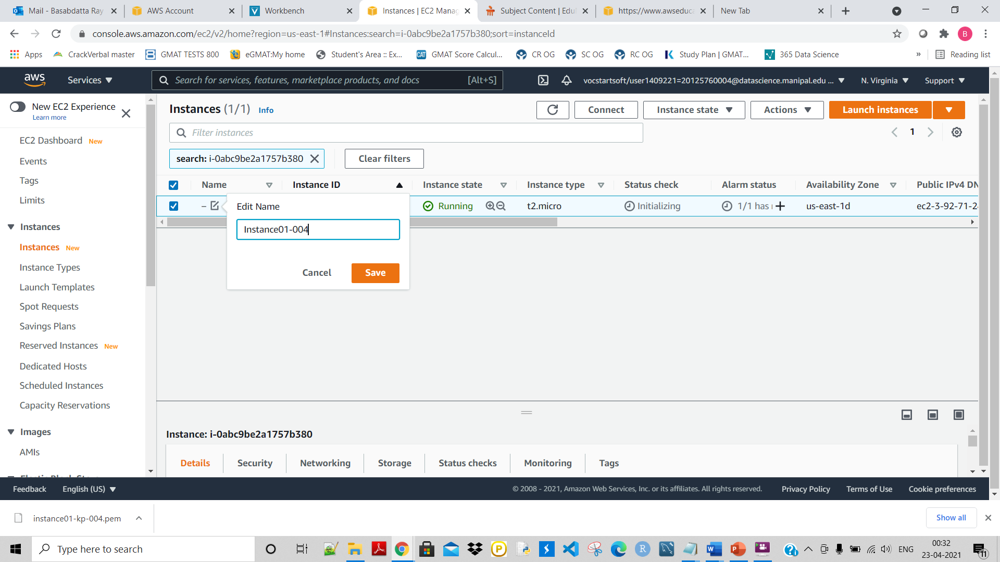 Mail - Basabdatta Ray
AWS Account
Workbench
Instances | EC2 Manag
Subject Content | Edul
https://www.awseduca
New Tab
console.aws.amazon.com/ec2/v2/home?region=us-east-1#Instances:search=i-0abc9be2a1757b380;sort=instanceId
B
Apps
CrackVerbal master
GMAT TESTS 800
eGMAT:My home
Student's Area :: Ex...
CAT
GMAT Score Calcul...
CR OG
SC OG
RC OG
Study Plan | GMAT...
365 Data Science
»
Reading list
aws
Services
Search for services, features, marketplace products, and docs
[Alt+S]
vocstartsoft/user1409221=20125760004@datascience.manipal.edu ...
N. Virginia
Support
New EC2 Experience
Learn more
EC2 Dashboard New
Events
Tags
Limits
Instances
Instances New
Instance Types
Launch Templates
Spot Requests
Savings Plans
Reserved Instances New
Dedicated Hosts
Scheduled Instances
Capacity Reservations
Images
AMIs
Instances (1/1) Info
Connect
Instance state
Actions
Launch instances
Filter instances
1
search: i-0abc9be2a1757b380
Clear filters
Name
Instance ID
Instance state
Instance type
Status check
Alarm status
Availability Zone
Public IPv4 DN
–
Running
t2.micro
Initializing
1/1 has
us-east-1d
ec2-3-92-71-2
Edit Name
Instance01-004
Cancel
Save
Instance: i-0abc9be2a1757b380
Details
Security
Networking
Storage
Status checks
Monitoring
Tags
Feedback
English (US)
© 2008 - 2021, Amazon Web Services, Inc. or its affiliates. All rights reserved.
Privacy Policy
Terms of Use
Cookie preferences
instance01-kp-004.pem
Show all
Type here to search
ENG
00:32
23-04-2021
11